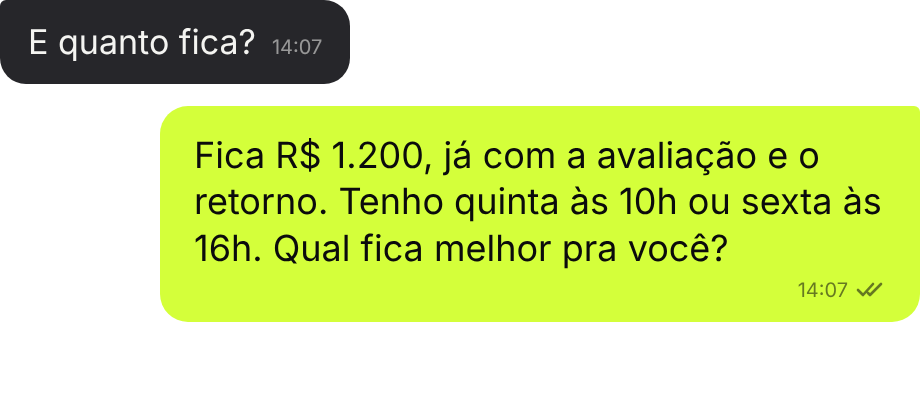 E quanto fica? 14:07
Fica R$ 1.200, já com a avaliação e o
retorno. Tenho quinta às 10h ou sexta às
16h. Qual fica melhor pra você?
14:07